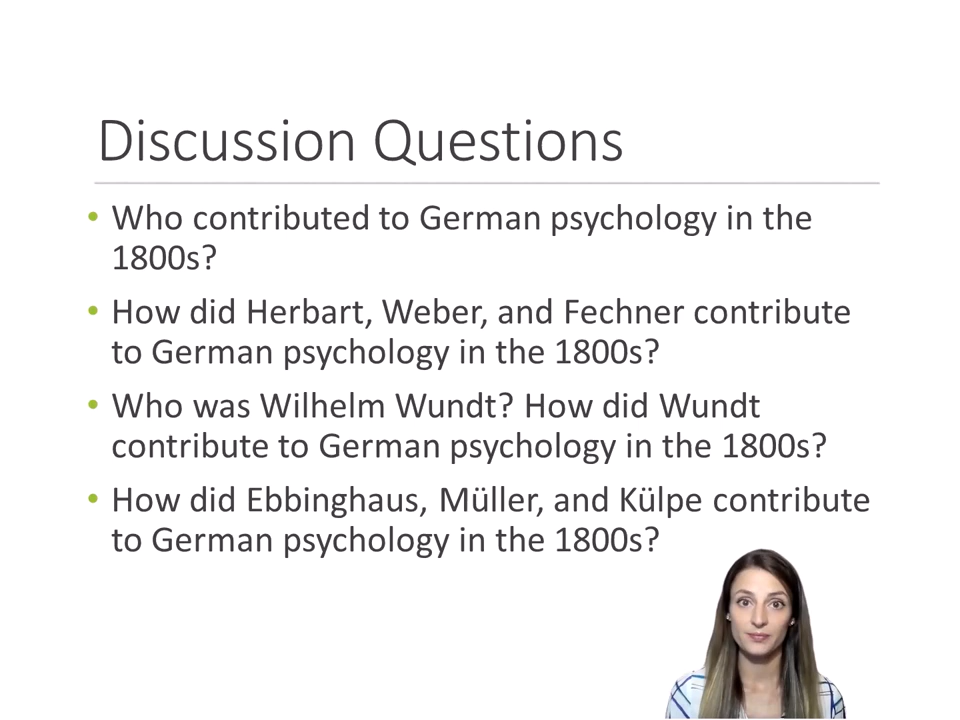 Discussion Questions
• Who contributed to German psychology in the
1800s?
• How did Herbart, Weber, and Fechner contribute
to German psychology in the 1800s?
• Who was Wilhelm Wundt? How did Wundt
contribute to German psychology in the 1800s?
• How did Ebbinghaus, Müller, and Külpe contribute
to German psychology in the 1800s?